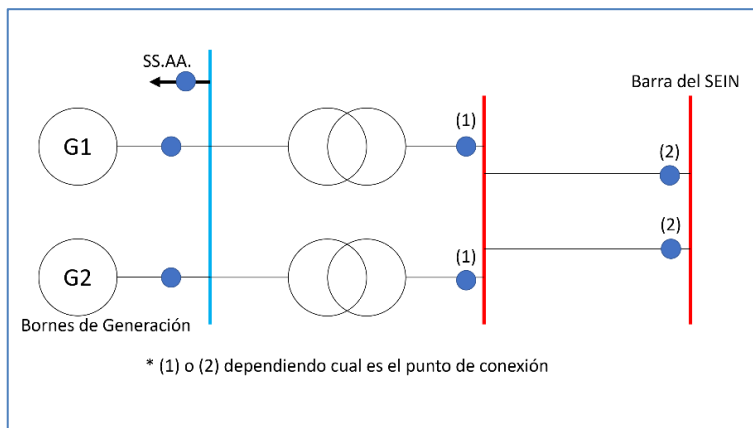 SS.AA.
Barra del SEIN
G1
(1)
(2)
(2)
G2
(1)
Bornes de Generación
* (1) o (2) dependiendo cual es el punto de conexión